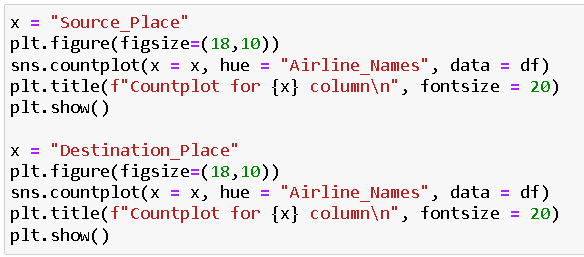 x = "Source_Place"
plt.figure(figsize=(18,10))
sns.countplot(x = x, hue = "Airline_Names", data = df)
plt.title(f"Countplot for {x} column\n", fontsize = 20)
plt.show()

x = "Destination_Place"
plt.figure(figsize=(18,10))
sns.countplot(x = x, hue = "Airline_Names", data = df)
plt.title(f"Countplot for {x} column\n", fontsize = 20)
plt.show()